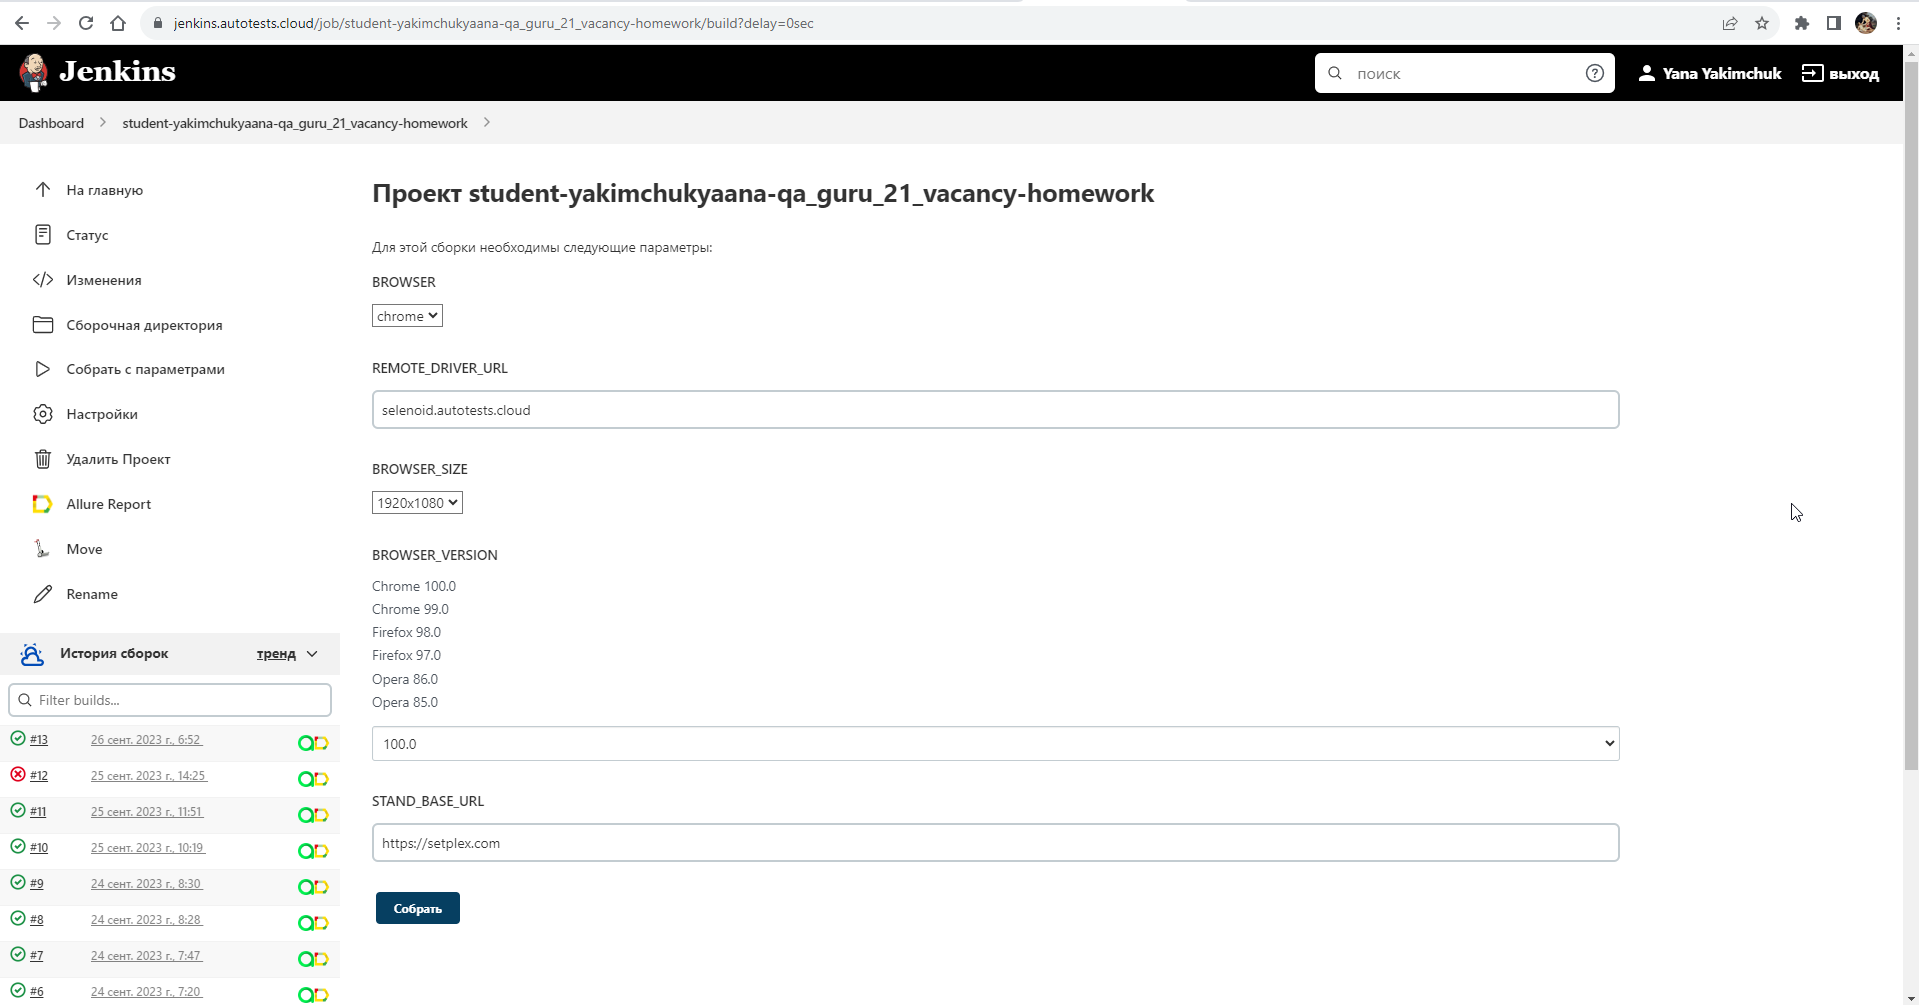 jenkins.autotests.cloud/job/student-yakimchukyaana-qa_guru_21_vacancy-homework/build?delay=0sec
Jenkins
поиск
Yana Yakimchuk
выход
Dashboard
student-yakimchukyaana-qa_guru_21_vacancy-homework
На главную
Статус
Изменения
Сборочная директория
Собрать с параметрами
Настройки
Удалить Проект
Allure Report
Move
Rename
История сборок
тренд
Filter builds...
#13 26 сент. 2023 г., 6:52
#12 25 сент. 2023 г., 14:25
#11 25 сент. 2023 г., 11:51
#10 25 сент. 2023 г., 10:19
#9 24 сент. 2023 г., 8:30
#8 24 сент. 2023 г., 8:28
#7 24 сент. 2023 г., 7:47
#6 24 сент. 2023 г., 7:20
Проект student-yakimchukyaana-qa_guru_21_vacancy-homework
Для этой сборки необходимы следующие параметры:
BROWSER
chrome
REMOTE_DRIVER_URL
selenoid.autotests.cloud
BROWSER_SIZE
1920x1080
BROWSER_VERSION
Chrome 100.0
Chrome 99.0
Firefox 98.0
Firefox 97.0
Opera 86.0
Opera 85.0
100.0
STAND_BASE_URL
https://setplex.com
Собрать